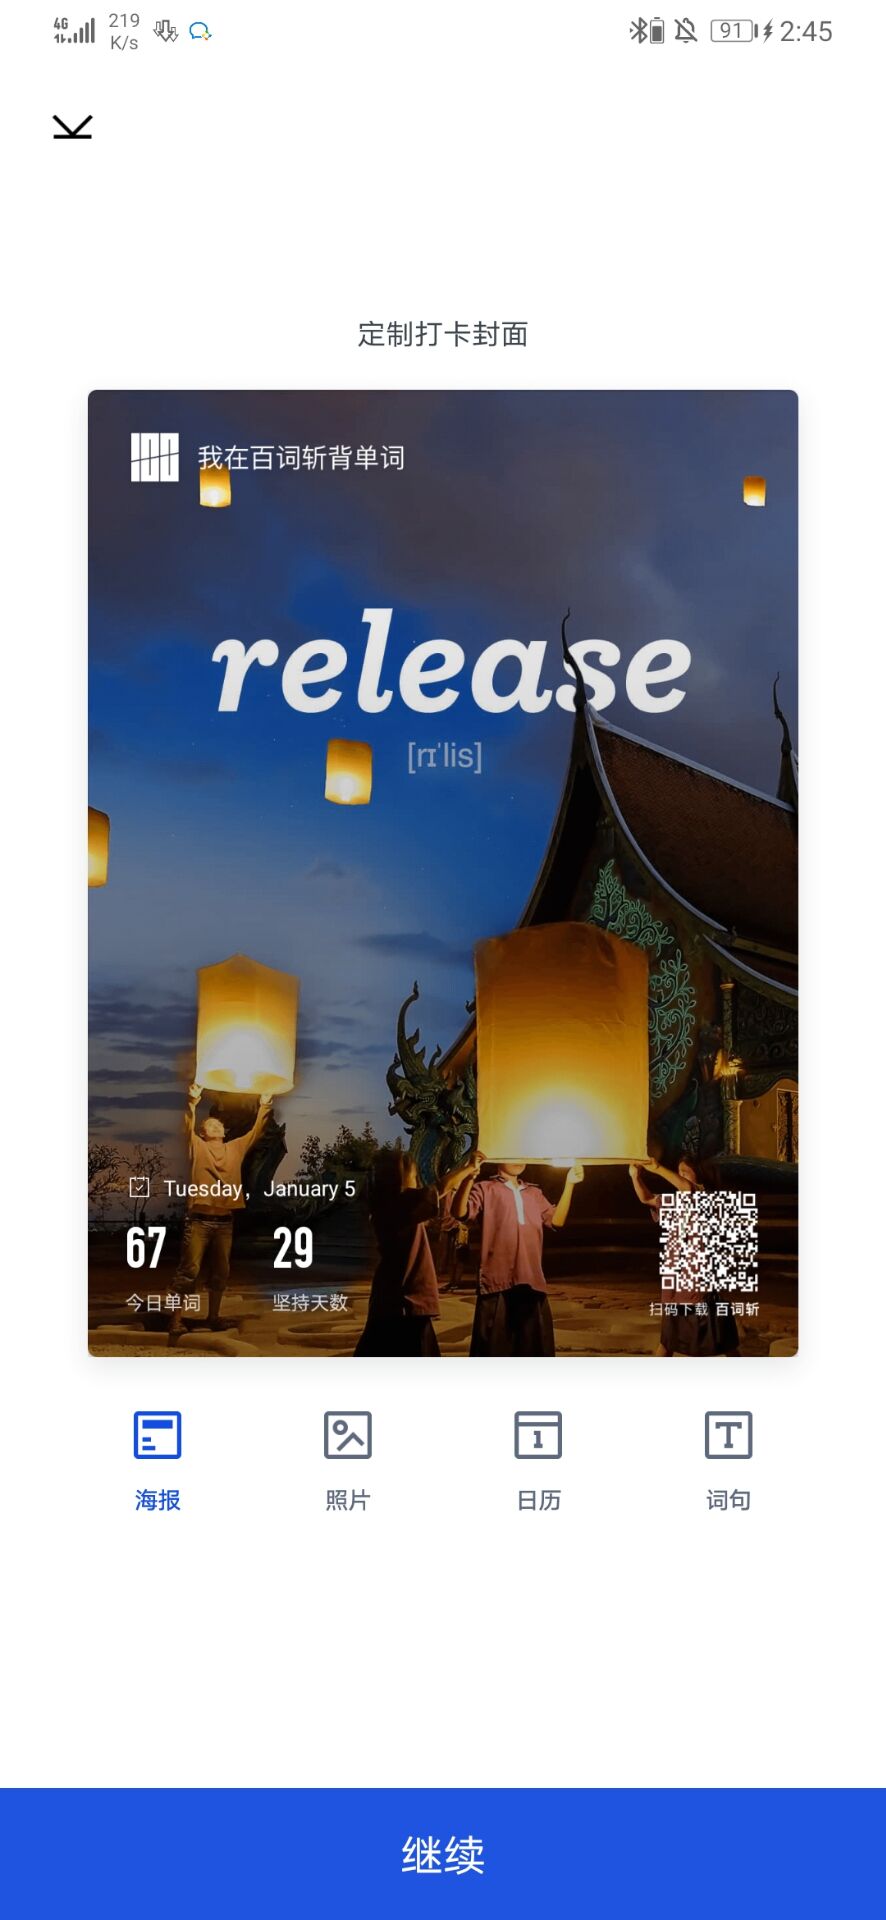 4G
219
K/s
91
2:45
定制打卡封面
我在百词斩背单词
release
[rɪˈlis]
Tuesday, January 5
67
29
今日单词
坚持天数
扫码下载 百词斩
海报
照片
日历
词句
继续